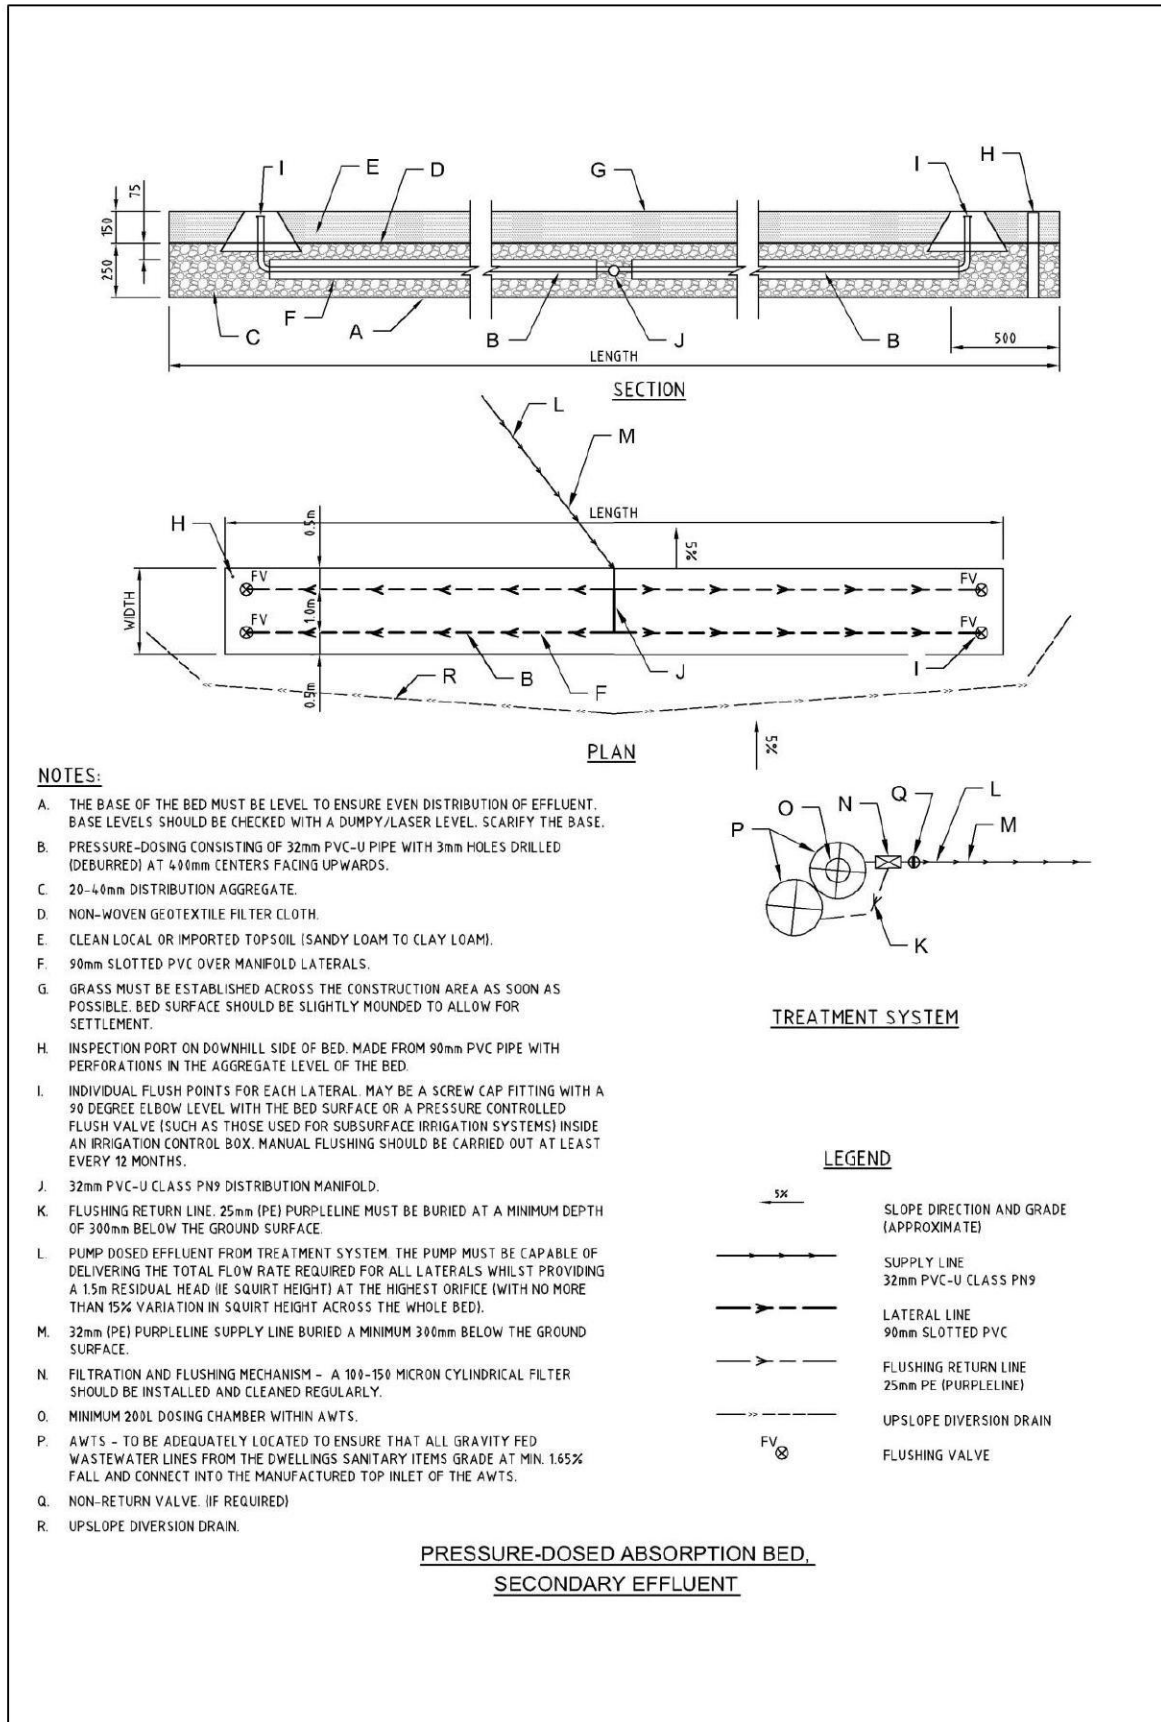 I
E
D
G
I
H
75
150
250
C
F
A
B
J
B
500
LENGTH
SECTION
L
M
LENGTH
H
0.5m
5%
FV
FV
WIDTH
1.0m
FV
FV
R
B
F
J
I
0.5m
PLAN
5%
NOTES:
A. THE BASE OF THE BED MUST BE LEVEL TO ENSURE EVEN DISTRIBUTION OF EFFLUENT.
BASE LEVELS SHOULD BE CHECKED WITH A DUMPY/LASER LEVEL. SCARIFY THE BASE.
B. PRESSURE-DOSING CONSISTING OF 32mm PVC-U PIPE WITH 3mm HOLES DRILLED
(DEBURRED) AT 400mm CENTERS FACING UPWARDS.
C. 20-40mm DISTRIBUTION AGGREGATE.
D. NON-WOVEN GEOTEXTILE FILTER CLOTH.
E. CLEAN LOCAL OR IMPORTED TOPSOIL (SANDY LOAM TO CLAY LOAM).
F. 90mm SLOTTED PVC OVER MANIFOLD LATERALS.
G. GRASS MUST BE ESTABLISHED ACROSS THE CONSTRUCTION AREA AS SOON AS
POSSIBLE. BED SURFACE SHOULD BE SLIGHTLY MOUNDED TO ALLOW FOR
SETTLEMENT.
H. INSPECTION PORT ON DOWNHILL SIDE OF BED. MADE FROM 90mm PVC PIPE WITH
PERFORATIONS IN THE AGGREGATE LEVEL OF THE BED.
I. INDIVIDUAL FLUSH POINTS FOR EACH LATERAL. MAY BE A SCREW CAP FITTING WITH A
90 DEGREE ELBOW LEVEL WITH THE BED SURFACE OR A PRESSURE CONTROLLED
FLUSH VALVE (SUCH AS THOSE USED FOR SUBSURFACE IRRIGATION SYSTEMS) INSIDE
AN IRRIGATION CONTROL BOX. MANUAL FLUSHING SHOULD BE CARRIED OUT AT LEAST
EVERY 12 MONTHS.
J. 32mm PVC-U CLASS PN9 DISTRIBUTION MANIFOLD.
K. FLUSHING RETURN LINE. 25mm (PE) PURPLELINE MUST BE BURIED AT A MINIMUM DEPTH
OF 300mm BELOW THE GROUND SURFACE.
L. PUMP DOSED EFFLUENT FROM TREATMENT SYSTEM. THE PUMP MUST BE CAPABLE OF
DELIVERING THE TOTAL FLOW RATE REQUIRED FOR ALL LATERALS WHILST PROVIDING
A 1.5m RESIDUAL HEAD (IE SQUIRT HEIGHT) AT THE HIGHEST ORIFICE (WITH NO MORE
THAN 15% VARIATION IN SQUIRT HEIGHT ACROSS THE WHOLE BED).
M. 32mm (PE) PURPLELINE SUPPLY LINE BURIED A MINIMUM 300mm BELOW THE GROUND
SURFACE.
N. FILTRATION AND FLUSHING MECHANISM - A 100-150 MICRON CYLINDRICAL FILTER
SHOULD BE INSTALLED AND CLEANED REGULARLY.
O. MINIMUM 200L DOSING CHAMBER WITHIN AWTS.
P. AWTS - TO BE ADEQUATELY LOCATED TO ENSURE THAT ALL GRAVITY FED
WASTEWATER LINES FROM THE DWELLINGS SANITARY ITEMS GRADE AT MIN. 1.65%
FALL AND CONNECT INTO THE MANUFACTURED TOP INLET OF THE AWTS.
Q. NON-RETURN VALVE. (IF REQUIRED)
R. UPSLOPE DIVERSION DRAIN.
P
O
N
Q
L
M
K
TREATMENT SYSTEM
LEGEND
5%
SLOPE DIRECTION AND GRADE
(APPROXIMATE)
SUPPLY LINE
32mm PVC-U CLASS PN9
LATERAL LINE
90mm SLOTTED PVC
FLUSHING RETURN LINE
25mm PE (PURPLELINE)
UPSLOPE DIVERSION DRAIN
FV
FLUSHING VALVE
PRESSURE-DOSED ABSORPTION BED,
SECONDARY EFFLUENT